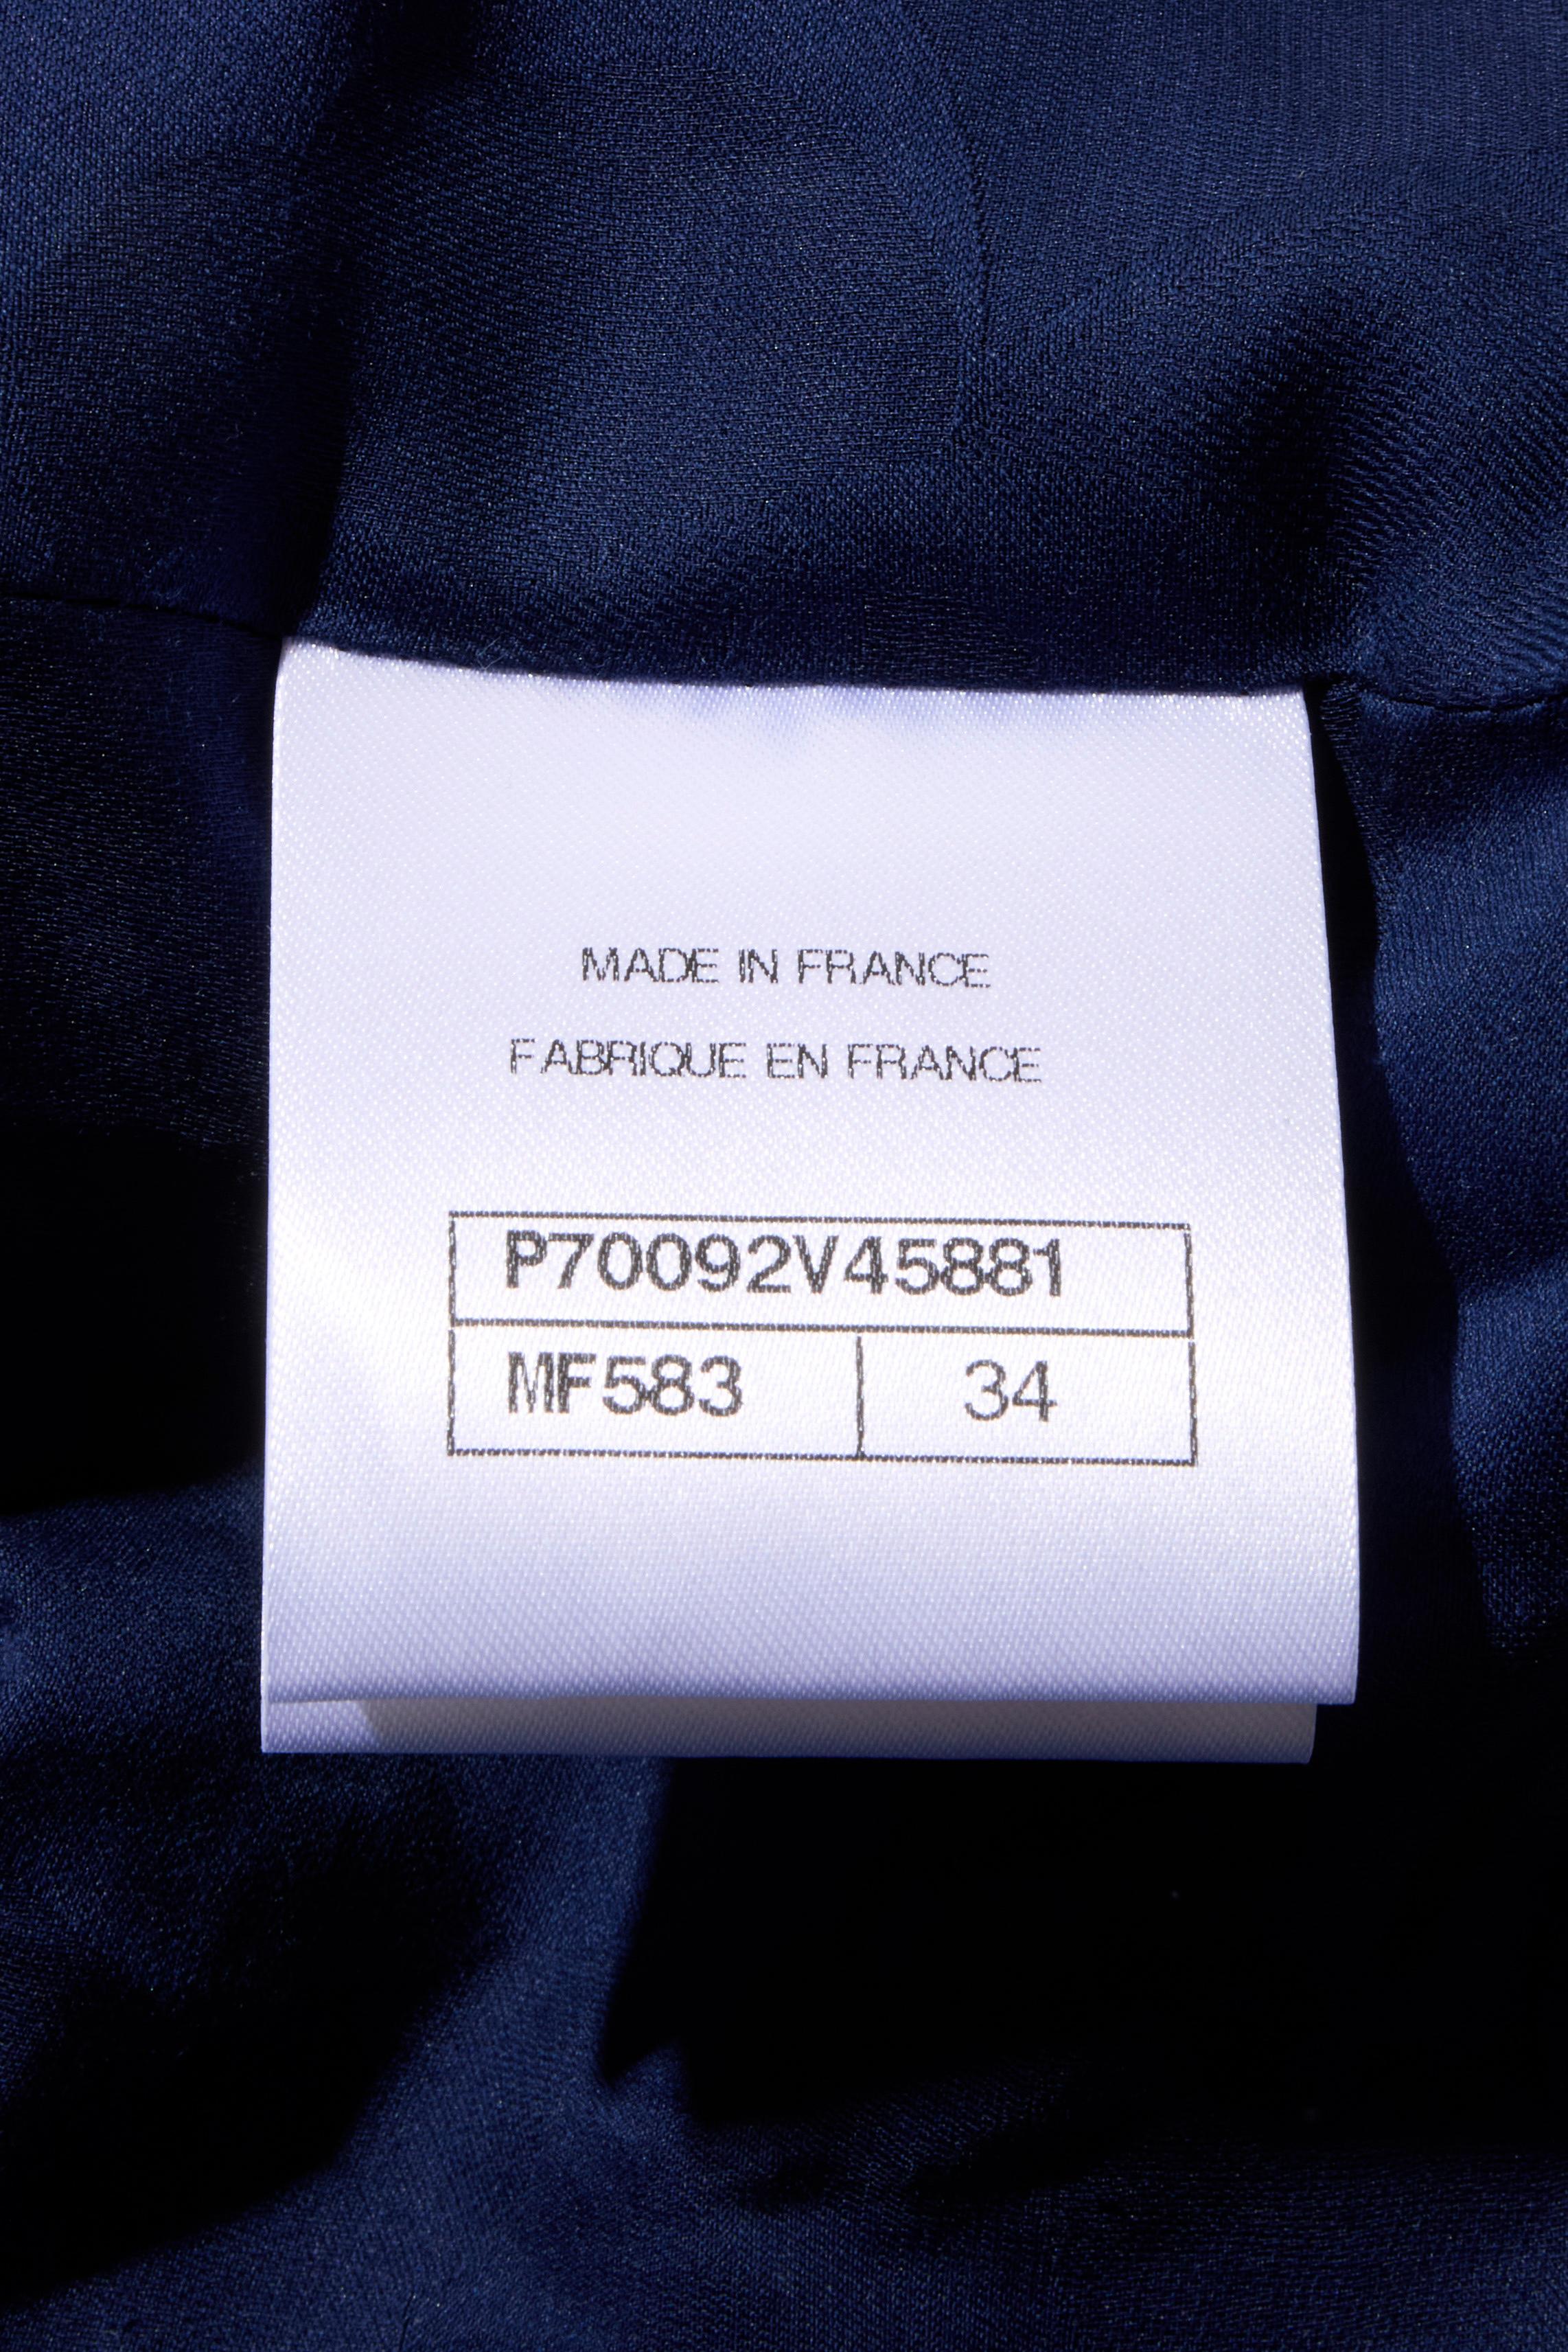 MADE IN FRANCE
FABRIQUE EN FRANCE
P70092V45881
MF583 34